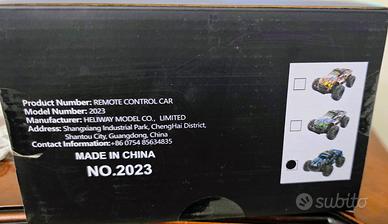 Product Number: REMOTE CONTROL CAR
Model Number: 2023
Manufacturer: HELIWAY MODEL CO., LIMITED
Address: Shangxiang Industrial Park, ChengHai District,
Shantou City, Guangdong, China
Contact Information:+86 0754 85634835
MADE IN CHINA
NO.2023
subito